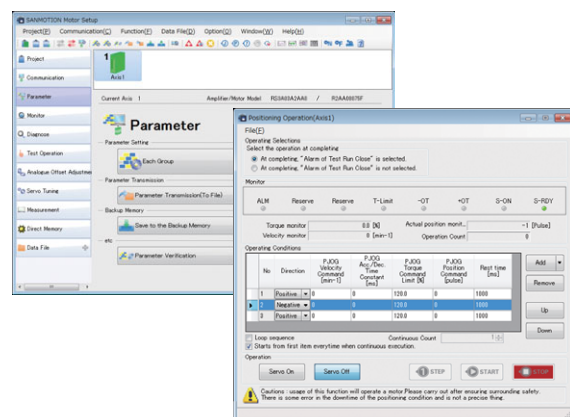 SANMOTION Motor Setup
Project(P) Communication(C) Function(F) Data File(D) Option(O) Window(W) Help(H)
Project
Communication
Parameter
Monitor
Diagnose
Test Operation
Analogue Offset Adjustment
Servo Tuning
Measurement
Direct Memory
Data File
1
Axis1
Current Axis 1 Amplifier/Motor Model /
Parameter
Parameter Setting
Each Group
Parameter Transmission
Parameter Transmission(To File)
Backup Memory
Save to the Backup Memory
etc
Parameter Verification
Positioning Operation(Axis1)
File(F)
Operating Selections
Select the operation at completing
At completing, "Alarm of Test Run Close" is selected.
At completing, "Alarm of Test Run Close" is not selected.
Monitor
ALM Reserve Reserve T-Limit -OT +OT S-ON S-RDY
Torque monitor 0.0 [%] Actual position monit... -1 [Pulse]
Velocity monitor 0 [min-1] Operation Count 0
Operating Conditions
No Direction PJOG Velocity Command [min-1] PJOG Acc./Dec. Time Constant [ms] PJOG Torque Command Limit [%] PJOG Position Command [pulse] Rest time [ms]
1 Positive 0 0 120.0 0 1000
2 Negative 0 0 120.0 0 1000
3 Positive 0 0 120.0 0 1000
Add
Remove
Up
Down
Loop sequence Continuous Count 1
Starts from first item everytime when continuous execution.
Operation
Servo On Servo Off STEP START STOP
Cautions : usage of this function will operate a motor Please carry out after ensuring surrounding safety.
There is some error in the downtime of the positioning condition and is not a precise thing.